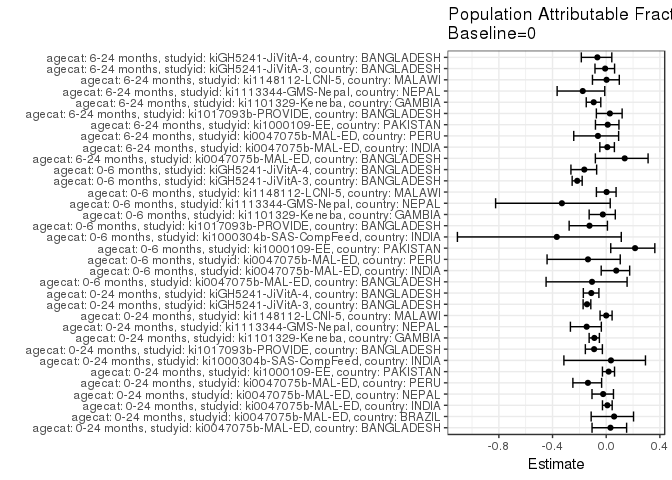 Population Attributable Frac
Baseline=0
agecat: 6-24 months, studyid: kiGH5241-JiVitA-4, country: BANGLADESH
agecat: 6-24 months, studyid: kiGH5241-JiVitA-3, country: BANGLADESH
agecat: 6-24 months, studyid: ki1148112-LCNI-5, country: MALAWI
agecat: 6-24 months, studyid: ki1113344-GMS-Nepal, country: NEPAL
agecat: 6-24 months, studyid: ki1101329-Keneba, country: GAMBIA
agecat: 6-24 months, studyid: ki1017093b-PROVIDE, country: BANGLADESH
agecat: 6-24 months, studyid: ki1000109-EE, country: PAKISTAN
agecat: 6-24 months, studyid: ki0047075b-MAL-ED, country: PERU
agecat: 6-24 months, studyid: ki0047075b-MAL-ED, country: INDIA
agecat: 6-24 months, studyid: ki0047075b-MAL-ED, country: BANGLADESH
agecat: 0-6 months, studyid: kiGH5241-JiVitA-4, country: BANGLADESH
agecat: 0-6 months, studyid: kiGH5241-JiVitA-3, country: BANGLADESH
agecat: 0-6 months, studyid: ki1148112-LCNI-5, country: MALAWI
agecat: 0-6 months, studyid: ki1113344-GMS-Nepal, country: NEPAL
agecat: 0-6 months, studyid: ki1101329-Keneba, country: GAMBIA
agecat: 0-6 months, studyid: ki1017093b-PROVIDE, country: BANGLADESH
agecat: 0-6 months, studyid: ki1000304b-SAS-CompFeed, country: INDIA
agecat: 0-6 months, studyid: ki1000109-EE, country: PAKISTAN
agecat: 0-6 months, studyid: ki0047075b-MAL-ED, country: PERU
agecat: 0-6 months, studyid: ki0047075b-MAL-ED, country: INDIA
agecat: 0-6 months, studyid: ki0047075b-MAL-ED, country: BANGLADESH
agecat: 0-24 months, studyid: kiGH5241-JiVitA-4, country: BANGLADESH
agecat: 0-24 months, studyid: kiGH5241-JiVitA-3, country: BANGLADESH
agecat: 0-24 months, studyid: ki1148112-LCNI-5, country: MALAWI
agecat: 0-24 months, studyid: ki1113344-GMS-Nepal, country: NEPAL
agecat: 0-24 months, studyid: ki1101329-Keneba, country: GAMBIA
agecat: 0-24 months, studyid: ki1017093b-PROVIDE, country: BANGLADESH
agecat: 0-24 months, studyid: ki1000304b-SAS-CompFeed, country: INDIA
agecat: 0-24 months, studyid: ki1000109-EE, country: PAKISTAN
agecat: 0-24 months, studyid: ki0047075b-MAL-ED, country: PERU
agecat: 0-24 months, studyid: ki0047075b-MAL-ED, country: NEPAL
agecat: 0-24 months, studyid: ki0047075b-MAL-ED, country: INDIA
agecat: 0-24 months, studyid: ki0047075b-MAL-ED, country: BRAZIL
agecat: 0-24 months, studyid: ki0047075b-MAL-ED, country: BANGLADESH
-0.8 -0.4 0.0 0.4
Estimate